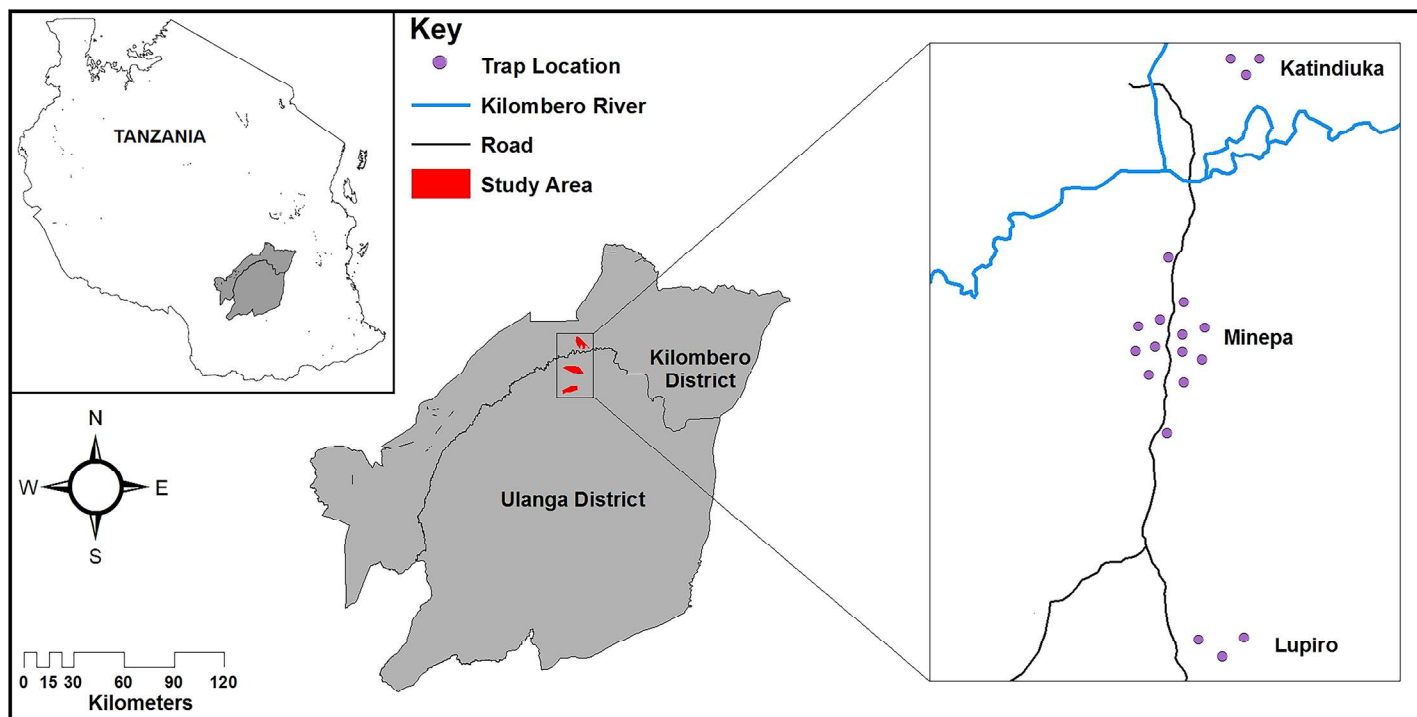 TANZANIA
Key
Trap Location
Kilombero River
Road
Study Area
Katindiuka
Minepa
Lupiro
Kilombero
District
Ulanga District
N
W
E
S
0 15 30 60 90 120
Kilometers